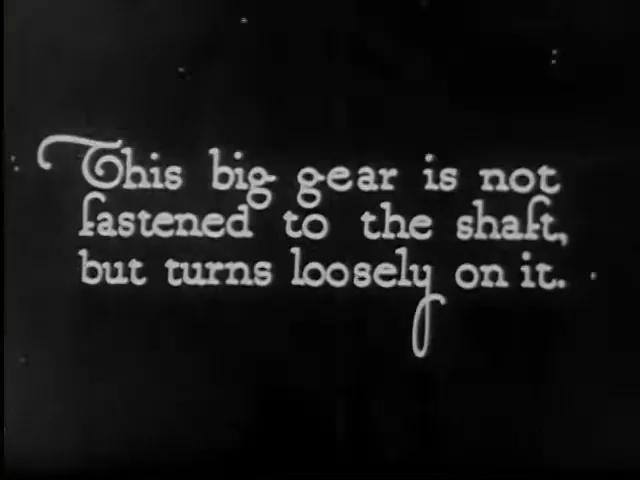 This big gear is not
fastened to the shaft,
but turns loosely on it.